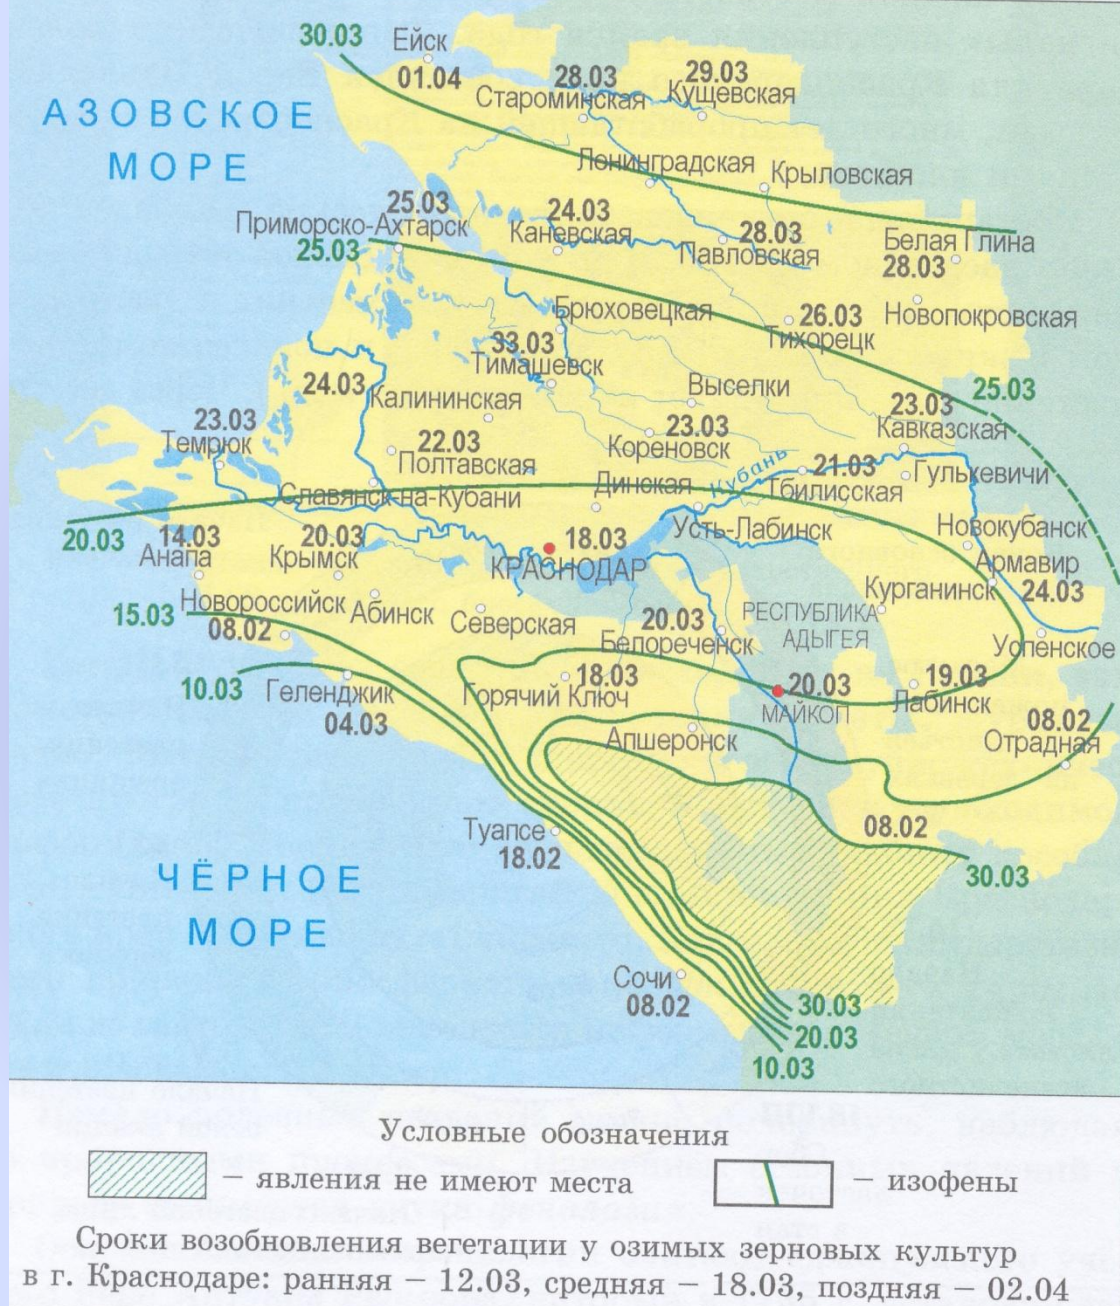 30.03
Ейск
01.04
28.03
Староминская
29.03
Кущевская
АЗОВСКОЕ
МОРЕ
Лонинградская
Крыловская
25.03
Приморско-Ахтарск
25.03
24.03
Каневская
28.03
Павловская
Белая Глина
28.03
Новопокровская
Брюховецкая
26.03
Тихорецк
33.03
Тимашевск
24.03
Калининская
Выселки
25.03
23.03
Кавказская
23.03
Темрюк
22.03
Полтавская
23.03
Кореновск
Кубань
21.03
Тбилисская
Гулькевичи
Славянск-на-Кубани
Динская
Усть-Лабинск
Новокубанск
20.03
14.03
Анапа
20.03
Крымск
18.03
КРАСНОДАР
Армавир
24.03
Курганинск
15.03
Новороссийск
08.02
Абинск
Северская
20.03
Белореченск
РЕСПУБЛИКА
АДЫГЕЯ
Успенское
10.03
Геленджик
04.03
18.03
Горячий Ключ
20.03
МАЙКОП
19.03
Лабинск
08.02
Отрадная
Апшеронск
Туапсе
18.02
08.02
30.03
ЧЁРНОЕ
МОРЕ
Сочи
08.02
30.03
20.03
10.03
Условные обозначения
– явления не имеют места
– изофены
Сроки возобновления вегетации у озимых зерновых культур
в г. Краснодаре: ранняя – 12.03, средняя – 18.03, поздняя – 02.04